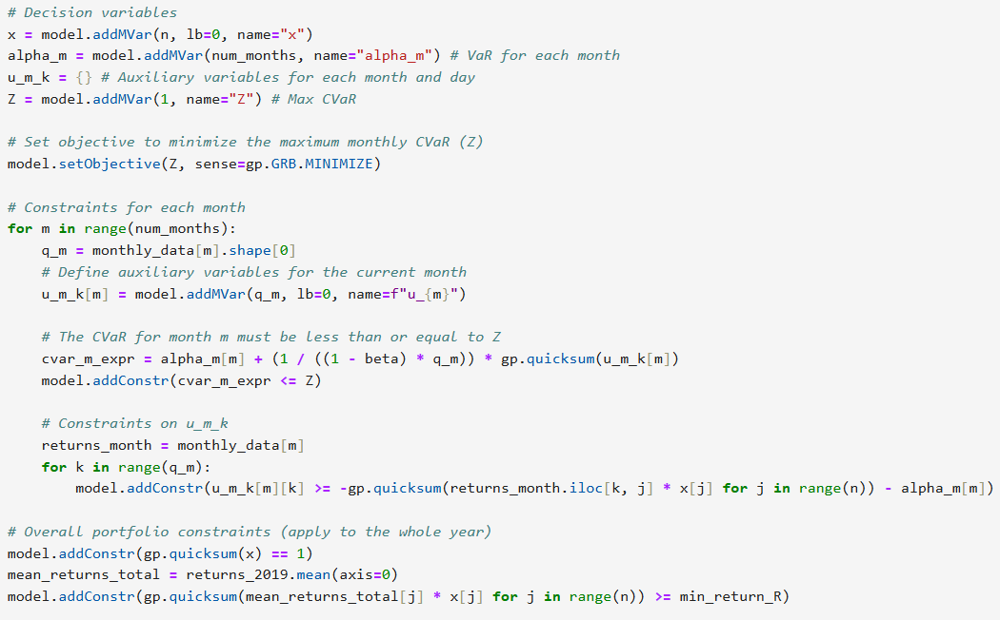 # Decision variables
x = model.addMVar(n, lb=0, name="x")
alpha_m = model.addMVar(num_months, name="alpha_m") # VaR for each month
u_m_k = {} # Auxiliary variables for each month and day
Z = model.addMVar(1, name="Z") # Max CVaR

# Set objective to minimize the maximum monthly CVaR (Z)
model.setObjective(Z, sense=gp.GRB.MINIMIZE)

# Constraints for each month
for m in range(num_months):
    q_m = monthly_data[m].shape[0]
    # Define auxiliary variables for the current month
    u_m_k[m] = model.addMVar(q_m, lb=0, name=f"u_{m}")

    # The CVaR for month m must be less than or equal to Z
    cvar_m_expr = alpha_m[m] + (1 / ((1 - beta) * q_m)) * gp.quicksum(u_m_k[m])
    model.addConstr(cvar_m_expr <= Z)

    # Constraints on u_m_k
    returns_month = monthly_data[m]
    for k in range(q_m):
        model.addConstr(u_m_k[m][k] >= -gp.quicksum(returns_month.iloc[k, j] * x[j] for j in range(n)) - alpha_m[m])

# Overall portfolio constraints (apply to the whole year)
model.addConstr(gp.quicksum(x) == 1)
mean_returns_total = returns_2019.mean(axis=0)
model.addConstr(gp.quicksum(mean_returns_total[j] * x[j] for j in range(n)) >= min_return_R)